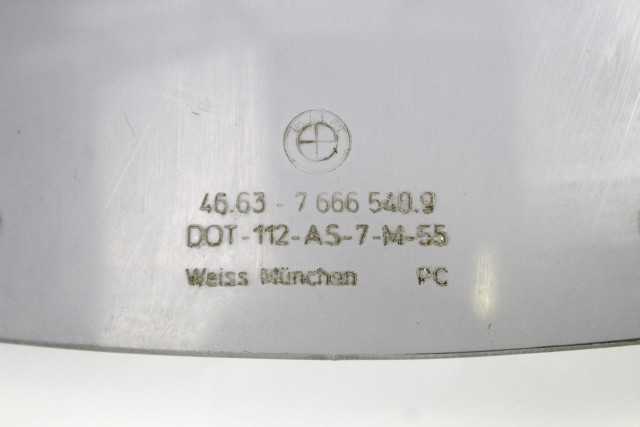 46.63 - 7 666 540.9
DOT-112-AS-7-M-55
Weiss München PC